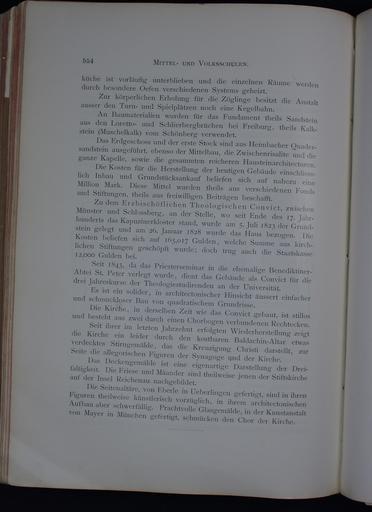 554 MITTEL- UND VOLKSSCHULEN.
küche ist vorläufig unterblieben und die einzelnen Räume werden
durch besondere Oefen verschiedenen Systems geheizt.
Zur körperlichen Erholung für die Zöglinge besitzt die Anstalt
ausser den Turn- und Spielplätzen noch eine Kegelbahn.
An Baumaterialien wurden für das Fundament theils Sandstein
aus den Loretto- und Schlierbergbrüchen bei Freiburg, theils Kalk-
stein (Muschelkalk) vom Schönberg verwendet.
Das Erdgeschoss und der erste Stock sind aus Heimbacher Quader-
sandstein ausgeführt, ebenso der Mittelbau, die Zwischenrisalite und die
ganze Kapelle, sowie die gesammten reicheren Hausteinarchitecturen.
Die Kosten für die Herstellung der heutigen Gebäude einschliess-
lich Inbau und Grundstücksankauf beliefen sich auf nahezu eine
Million Mark. Diese Mittel wurden theils aus verschiedenen Fonds
und Stiftungen, theils aus freiwilligen Beiträgen beschafft.
Zu dem Erzbischöflichen Theologischen Convict, zwischen
Münster und Schlossberg, an der Stelle, wo seit Ende des 17. Jahr-
hunderts das Kapuzinerkloster stand, wurde am 5. Juli 1823 der Grund-
stein gelegt und am 26. Januar 1828 wurde das Haus bezogen. Die
Kosten beliefen sich auf 165,027 Gulden, welche Summe aus kirch-
lichen Stiftungen geschöpft wurde; doch trug auch die Staatskasse
12,000 Gulden bei.
Seit 1843, da das Priesterseminar in die ehemalige Benediktiner-
Abtei St. Peter verlegt wurde, dient das Gebäude als Convict für die
drei Jahreskurse der Theologiestudirenden an der Universität.
Es ist ein solider, in architectonischer Hinsicht äusserst einfacher
und schmuckloser Bau von quadratischem Grundrisse.
Die Kirche, in derselben Zeit wie das Convict gebaut, ist stillos
und besteht aus zwei durch einen Chorbogen verbundenen Rechtecken.
Seit ihrer im letzten Jahrzehnt erfolgten Wiederherstellung zeigt
die Kirche ein leider durch den kostbaren Baldachin-Altar etwas
verdecktes Stirngemälde, das die Kreuzigung Christi darstellt, zur
Seite die allegorischen Figuren der Synagoge und der Kirche.
Das Deckengemälde ist eine eigenartige Darstellung der Drei-
faltigkeit. Die Friese und Mäander sind theilweise jenen der Stiftskirche
auf der Insel Reichenau nachgebildet.
Die Seitenaltäre, von Eberle in Ueberlingen gefertigt, sind in ihren
Figuren theilweise künstlerisch vorzüglich, in ihrem architectonischen
Aufbau aber schwerfällig. Prachtvolle Glasgemälde, in der Kunstanstalt
von Mayer in München gefertigt, schmücken den Chor der Kirche.